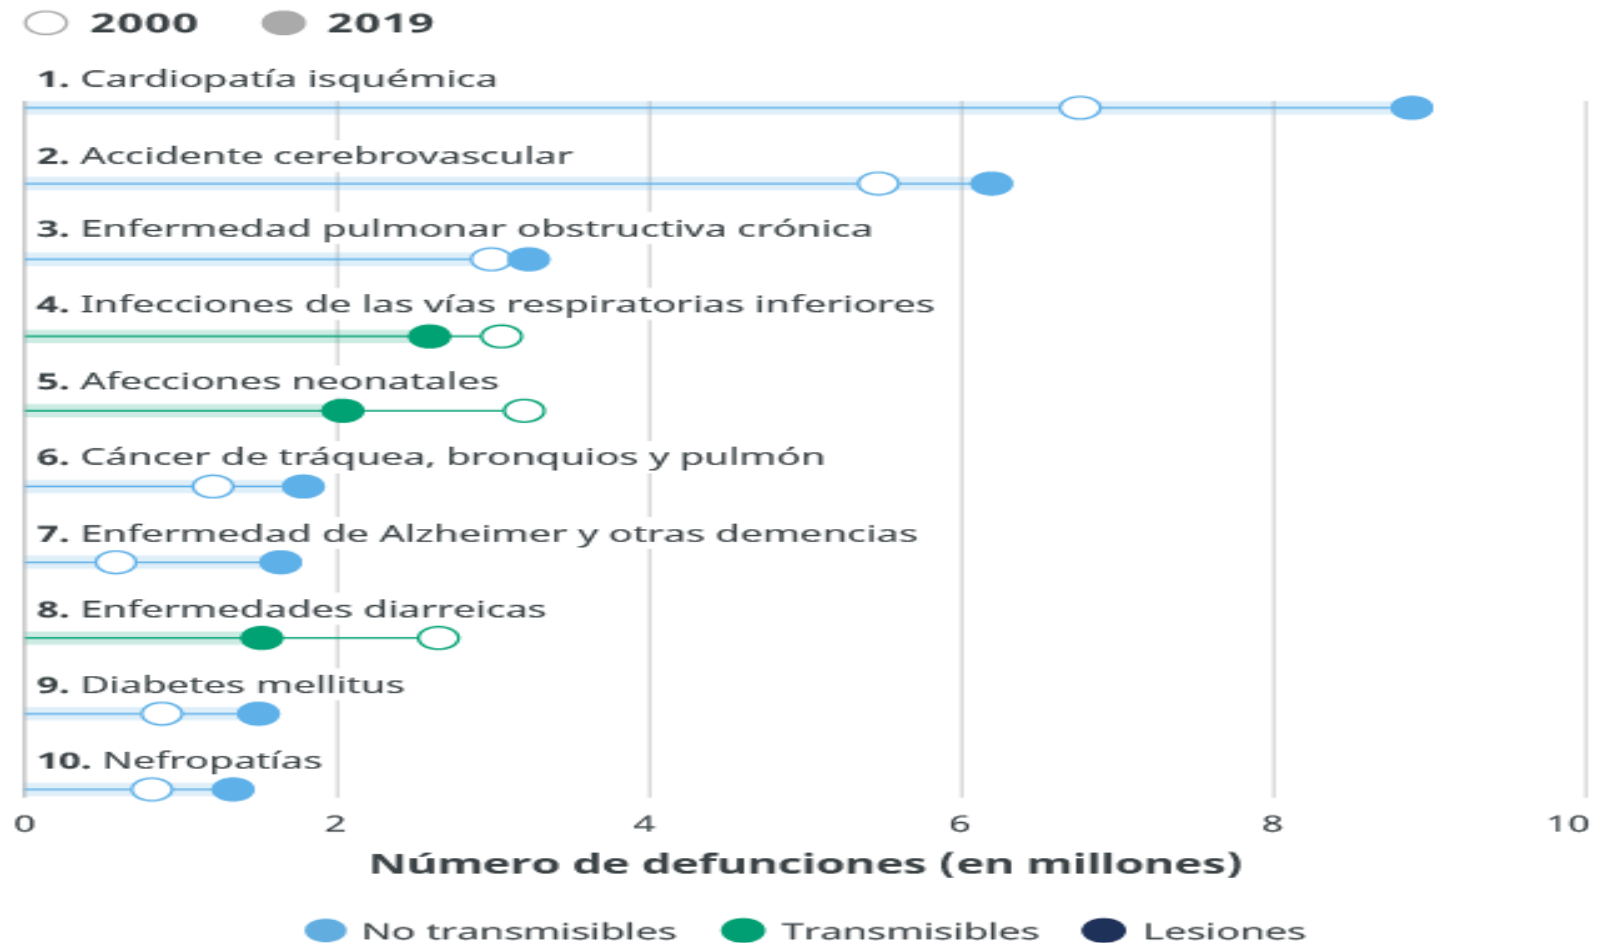 2000 2019
1. Cardiopatía isquémica
2. Accidente cerebrovascular
3. Enfermedad pulmonar obstructiva crónica
4. Infecciones de las vías respiratorias inferiores
5. Afecciones neonatales
6. Cáncer de tráquea, bronquios y pulmón
7. Enfermedad de Alzheimer y otras demencias
8. Enfermedades diarreicas
9. Diabetes mellitus
10. Nefropatías
0 2 4 6 8 10
Número de defunciones (en millones)
No transmisibles Transmisibles Lesiones